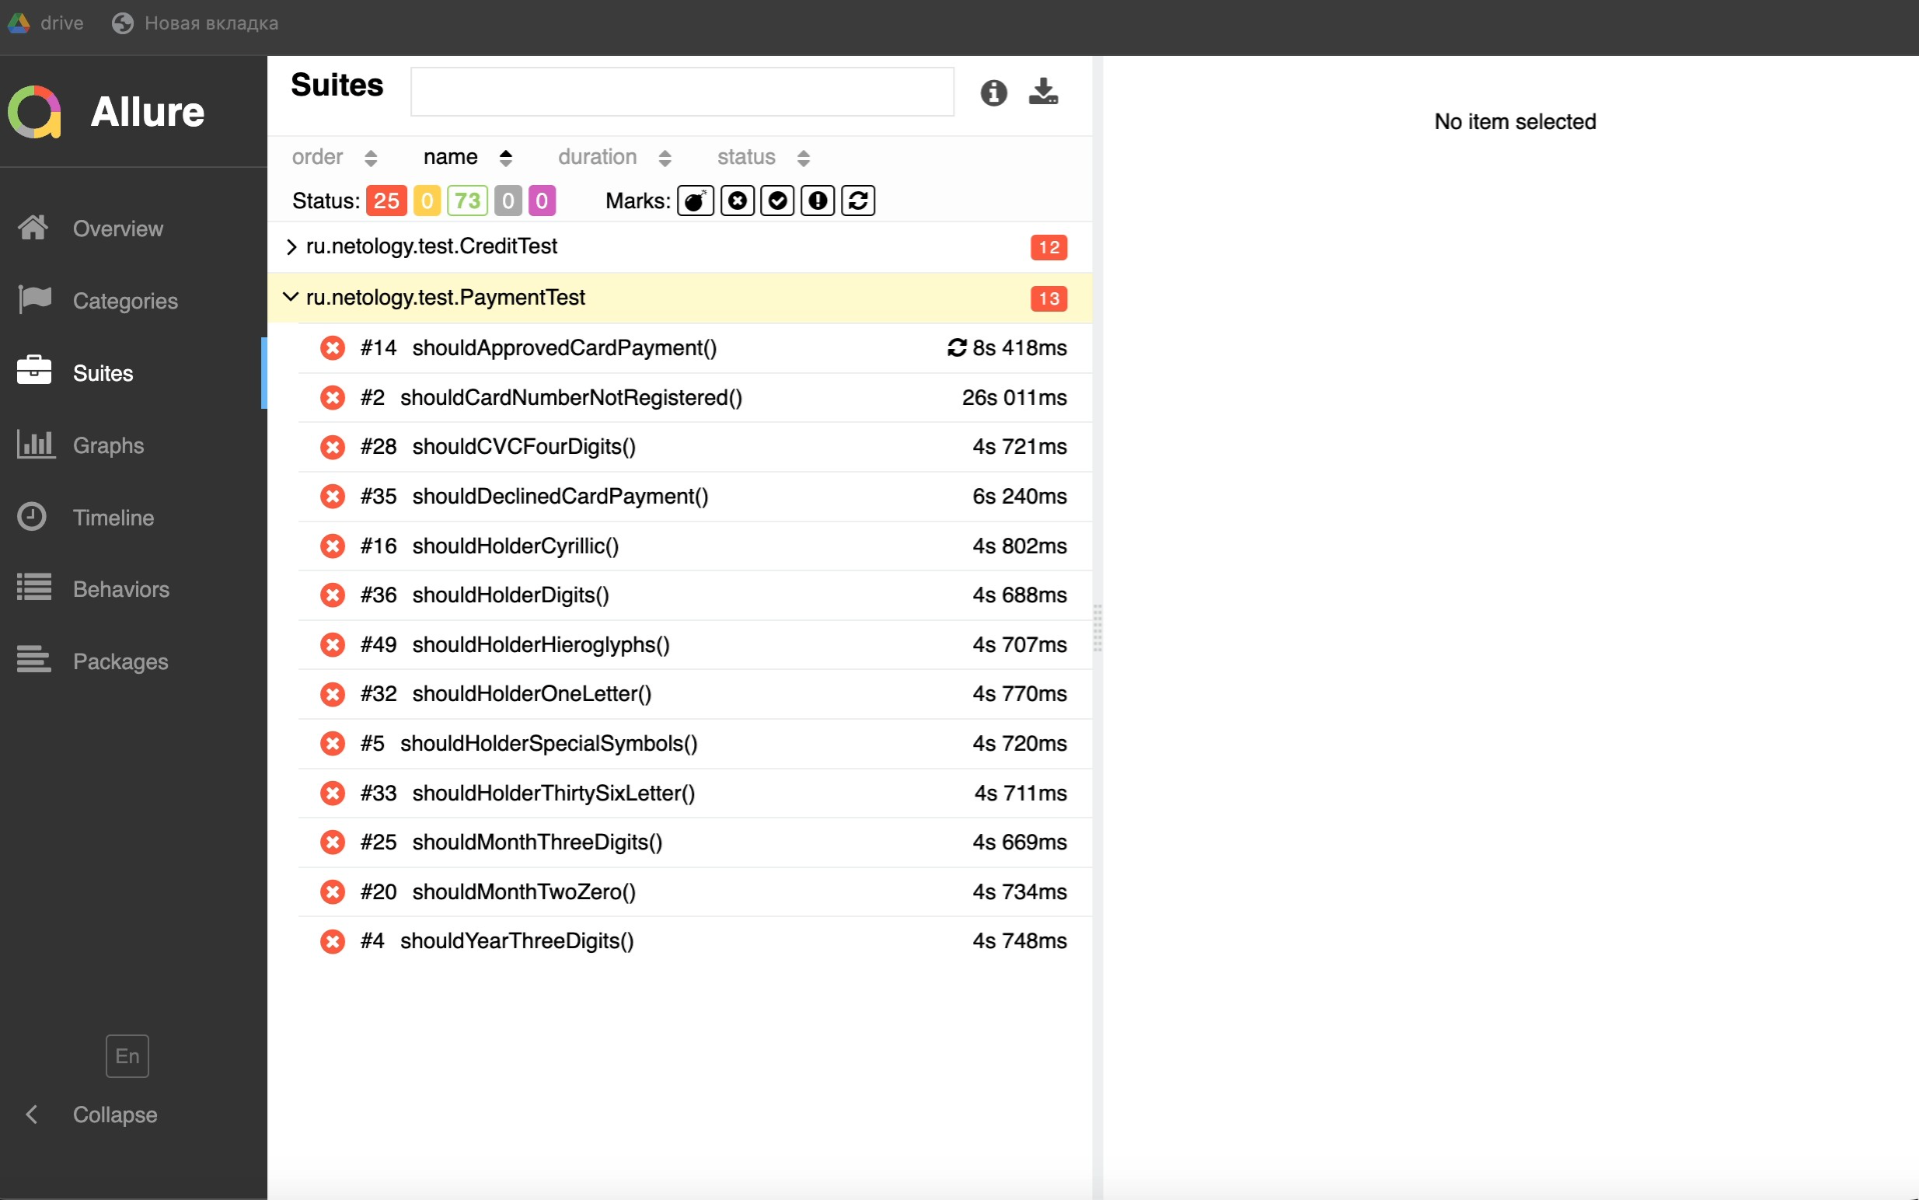 drive Новая вкладка
Allure
Overview
Categories
Suites
Graphs
Timeline
Behaviors
Packages
En
Collapse
Suites
order name duration status
Status: 25 0 73 0 0 Marks:
ru.netology.test.CreditTest 12
ru.netology.test.PaymentTest 13
#14 shouldApprovedCardPayment() 8s 418ms
#2 shouldCardNumberNotRegistered() 26s 011ms
#28 shouldCVCFourDigits() 4s 721ms
#35 shouldDeclinedCardPayment() 6s 240ms
#16 shouldHolderCyrillic() 4s 802ms
#36 shouldHolderDigits() 4s 688ms
#49 shouldHolderHieroglyphs() 4s 707ms
#32 shouldHolderOneLetter() 4s 770ms
#5 shouldHolderSpecialSymbols() 4s 720ms
#33 shouldHolderThirtySixLetter() 4s 711ms
#25 shouldMonthThreeDigits() 4s 669ms
#20 shouldMonthTwoZero() 4s 734ms
#4 shouldYearThreeDigits() 4s 748ms
No item selected